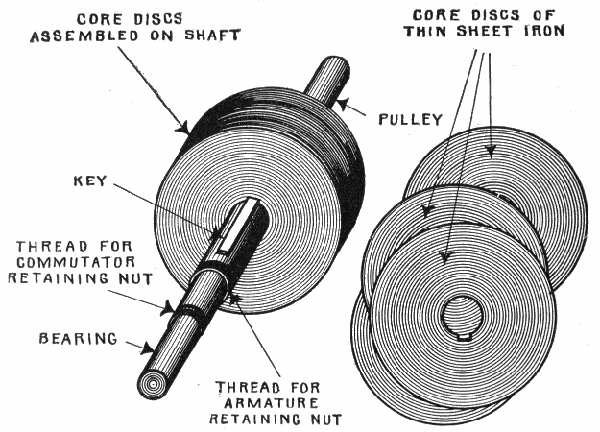 CORE DISCS
ASSEMBLED ON SHAFT
CORE DISCS OF
THIN SHEET IRON
PULLEY
KEY
THREAD FOR
COMMUTATOR
RETAINING NUT
BEARING
THREAD FOR
ARMATURE
RETAINING NUT